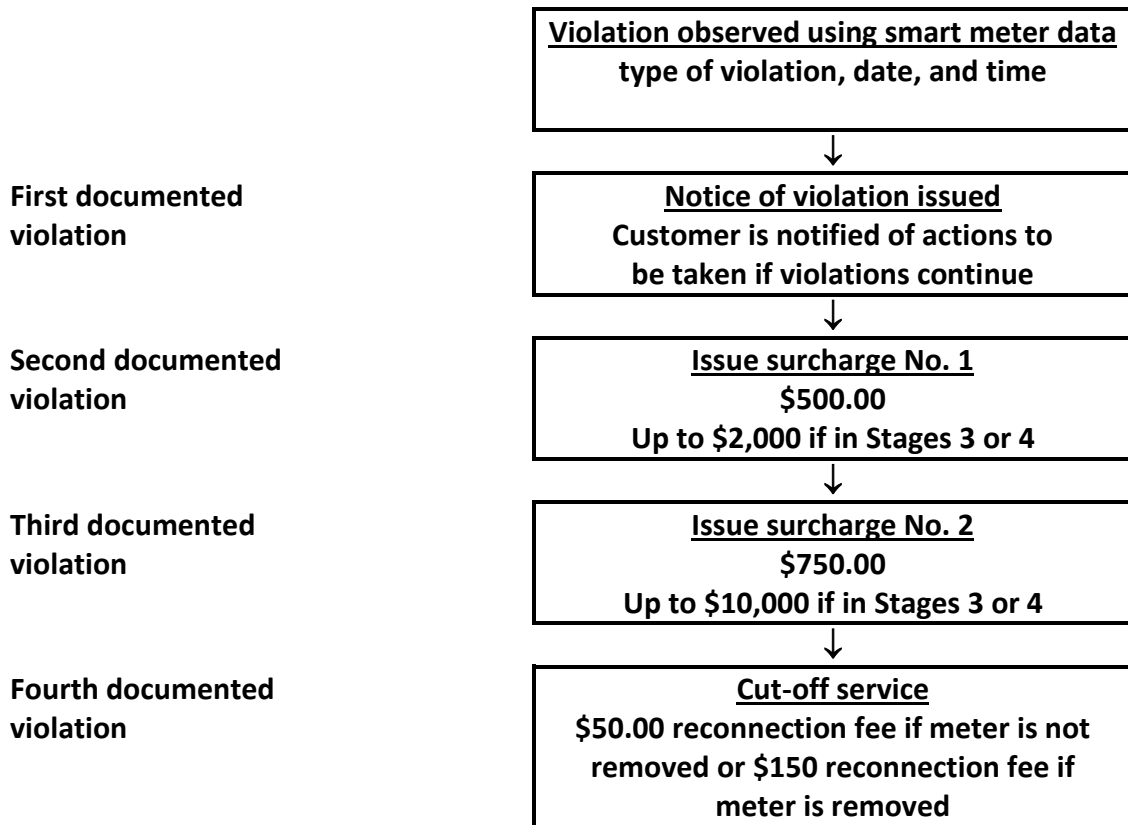 Violation observed using smart meter data
type of violation, date, and time
↓
First documented
violation
Notice of violation issued
Customer is notified of actions to
be taken if violations continue
↓
Second documented
violation
Issue surcharge No. 1
$500.00
Up to $2,000 if in Stages 3 or 4
↓
Third documented
violation
Issue surcharge No. 2
$750.00
Up to $10,000 if in Stages 3 or 4
↓
Fourth documented
violation
Cut-off service
$50.00 reconnection fee if meter is not
removed or $150 reconnection fee if
meter is removed